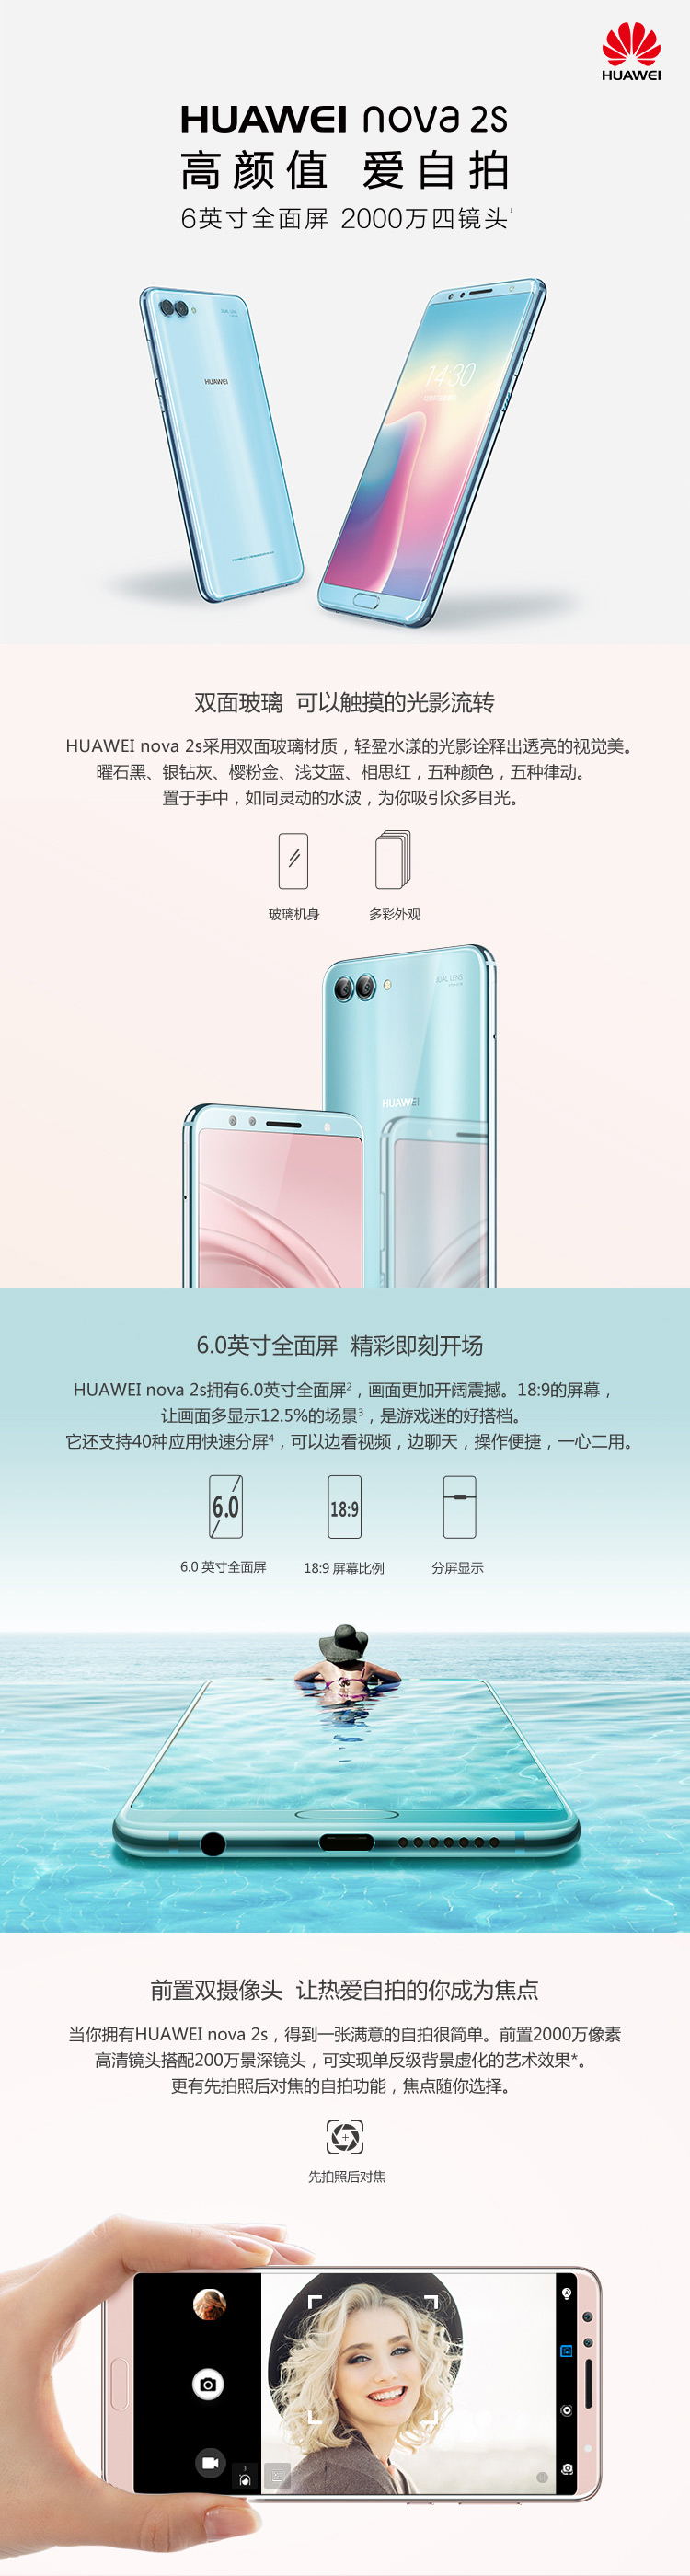 HUAWEI
HUAWEI nova 2S
高颜值 爱自拍
6英寸全面屏 2000万四镜头¹
DUAL LENS
HUAWEI
14:30
双面玻璃 可以触摸的光影流转
HUAWEI nova 2s采用双面玻璃材质，轻盈水漾的光影诠释出透亮的视觉美。
曜石黑、银钻灰、樱粉金、浅艾蓝、相思红，五种颜色，五种律动。
置于手中，如同灵动的水波，为你吸引众多目光。
玻璃机身 多彩外观
DUAL LENS
HUAWEI
6.0英寸全面屏 精彩即刻开场
HUAWEI nova 2s拥有6.0英寸全面屏²，画面更加开阔震撼。18:9的屏幕，
让画面多显示12.5%的场景³，是游戏迷的好搭档。
它还支持40种应用快速分屏⁴，可以边看视频，边聊天，操作便捷，一心二用。
6.0 18:9
6.0 英寸全面屏 18:9 屏幕比例 分屏显示
前置双摄像头 让热爱自拍的你成为焦点
当你拥有HUAWEI nova 2s，得到一张满意的自拍很简单。前置2000万像素
高清镜头搭配200万景深镜头，可实现单反级背景虚化的艺术效果*。
更有先拍照后对焦的自拍功能，焦点随你选择。
先拍照后对焦